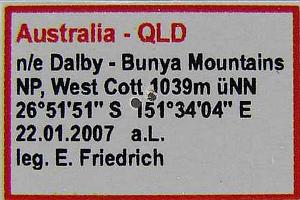 Australia - QLD
n/e Dalby - Bunya Mountains
NP, West Cott 1039m üNN
26°51'51" S 151°34'04" E
22.01.2007 a.L.
leg. E. Friedrich